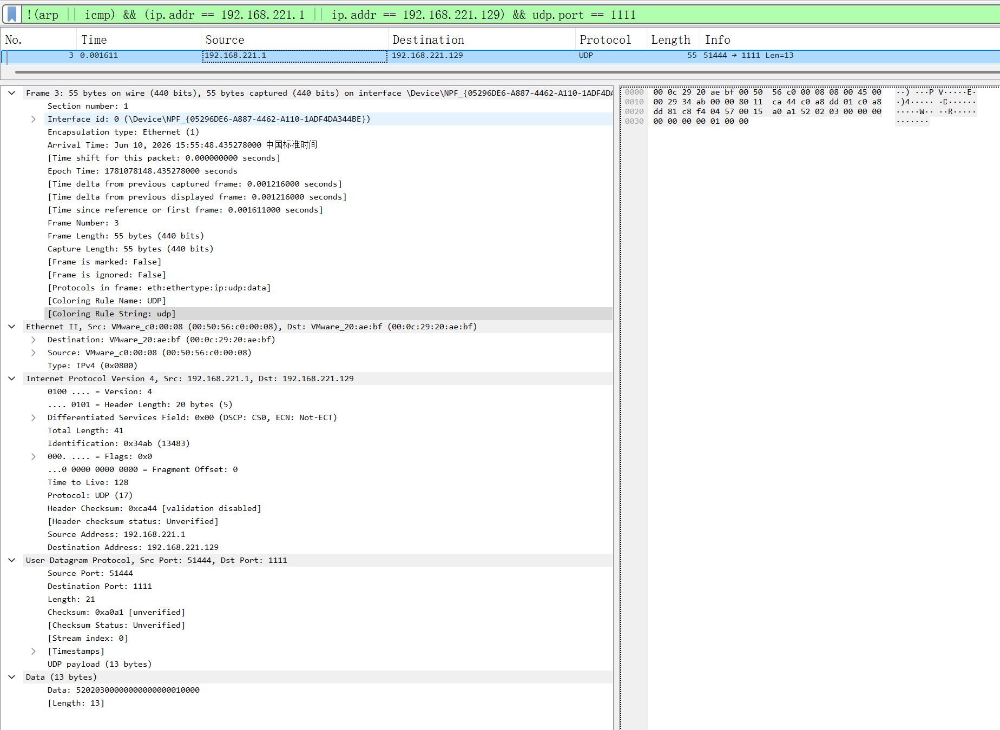 !(arp || icmp) && (ip.addr == 192.168.221.1 || ip.addr == 192.168.221.129) && udp.port == 1111
No. Time Source Destination Protocol Length Info
3 0.001611 192.168.221.1 192.168.221.129 UDP 55 51444 → 1111 Len=13
Frame 3: 55 bytes on wire (440 bits), 55 bytes captured (440 bits) on interface \Device\NPF_{05296DE6-A887-4462-A110-1ADF4DA
Section number: 1
Interface id: 0 (\Device\NPF_{05296DE6-A887-4462-A110-1ADF4DA344BE})
Encapsulation type: Ethernet (1)
Arrival Time: Jun 10, 2026 15:55:48.435278000 中国标准时间
[Time shift for this packet: 0.000000000 seconds]
Epoch Time: 1781078148.435278000 seconds
[Time delta from previous captured frame: 0.001216000 seconds]
[Time delta from previous displayed frame: 0.001216000 seconds]
[Time since reference or first frame: 0.001611000 seconds]
Frame Number: 3
Frame Length: 55 bytes (440 bits)
Capture Length: 55 bytes (440 bits)
[Frame is marked: False]
[Frame is ignored: False]
[Protocols in frame: eth:ethertype:ip:udp:data]
[Coloring Rule Name: UDP]
[Coloring Rule String: udp]
Ethernet II, Src: VMware_c0:00:08 (00:50:56:c0:00:08), Dst: VMware_20:ae:bf (00:0c:29:20:ae:bf)
Destination: VMware_20:ae:bf (00:0c:29:20:ae:bf)
Source: VMware_c0:00:08 (00:50:56:c0:00:08)
Type: IPv4 (0x0800)
Internet Protocol Version 4, Src: 192.168.221.1, Dst: 192.168.221.129
0100 .... = Version: 4
.... 0101 = Header Length: 20 bytes (5)
Differentiated Services Field: 0x00 (DSCP: CS0, ECN: Not-ECT)
Total Length: 41
Identification: 0x34ab (13483)
000. .... = Flags: 0x0
...0 0000 0000 0000 = Fragment Offset: 0
Time to Live: 128
Protocol: UDP (17)
Header Checksum: 0xca44 [validation disabled]
[Header checksum status: Unverified]
Source Address: 192.168.221.1
Destination Address: 192.168.221.129
User Datagram Protocol, Src Port: 51444, Dst Port: 1111
Source Port: 51444
Destination Port: 1111
Length: 21
Checksum: 0xa0a1 [unverified]
[Checksum Status: Unverified]
[Stream index: 0]
[Timestamps]
UDP payload (13 bytes)
Data (13 bytes)
Data: 52020300000000000000010000
[Length: 13]
0000 00 0c 29 20 ae bf 00 50 56 c0 00 08 08 00 45 00 ··) ···P V·····E·
0010 00 29 34 ab 00 00 80 11 ca 44 c0 a8 dd 01 c0 a8 ·)4····· ·D······
0020 dd 81 c8 f4 04 57 00 15 a0 a1 52 02 03 00 00 00 ·····W·· ··R·····
0030 00 00 00 00 01 00 00 ·······